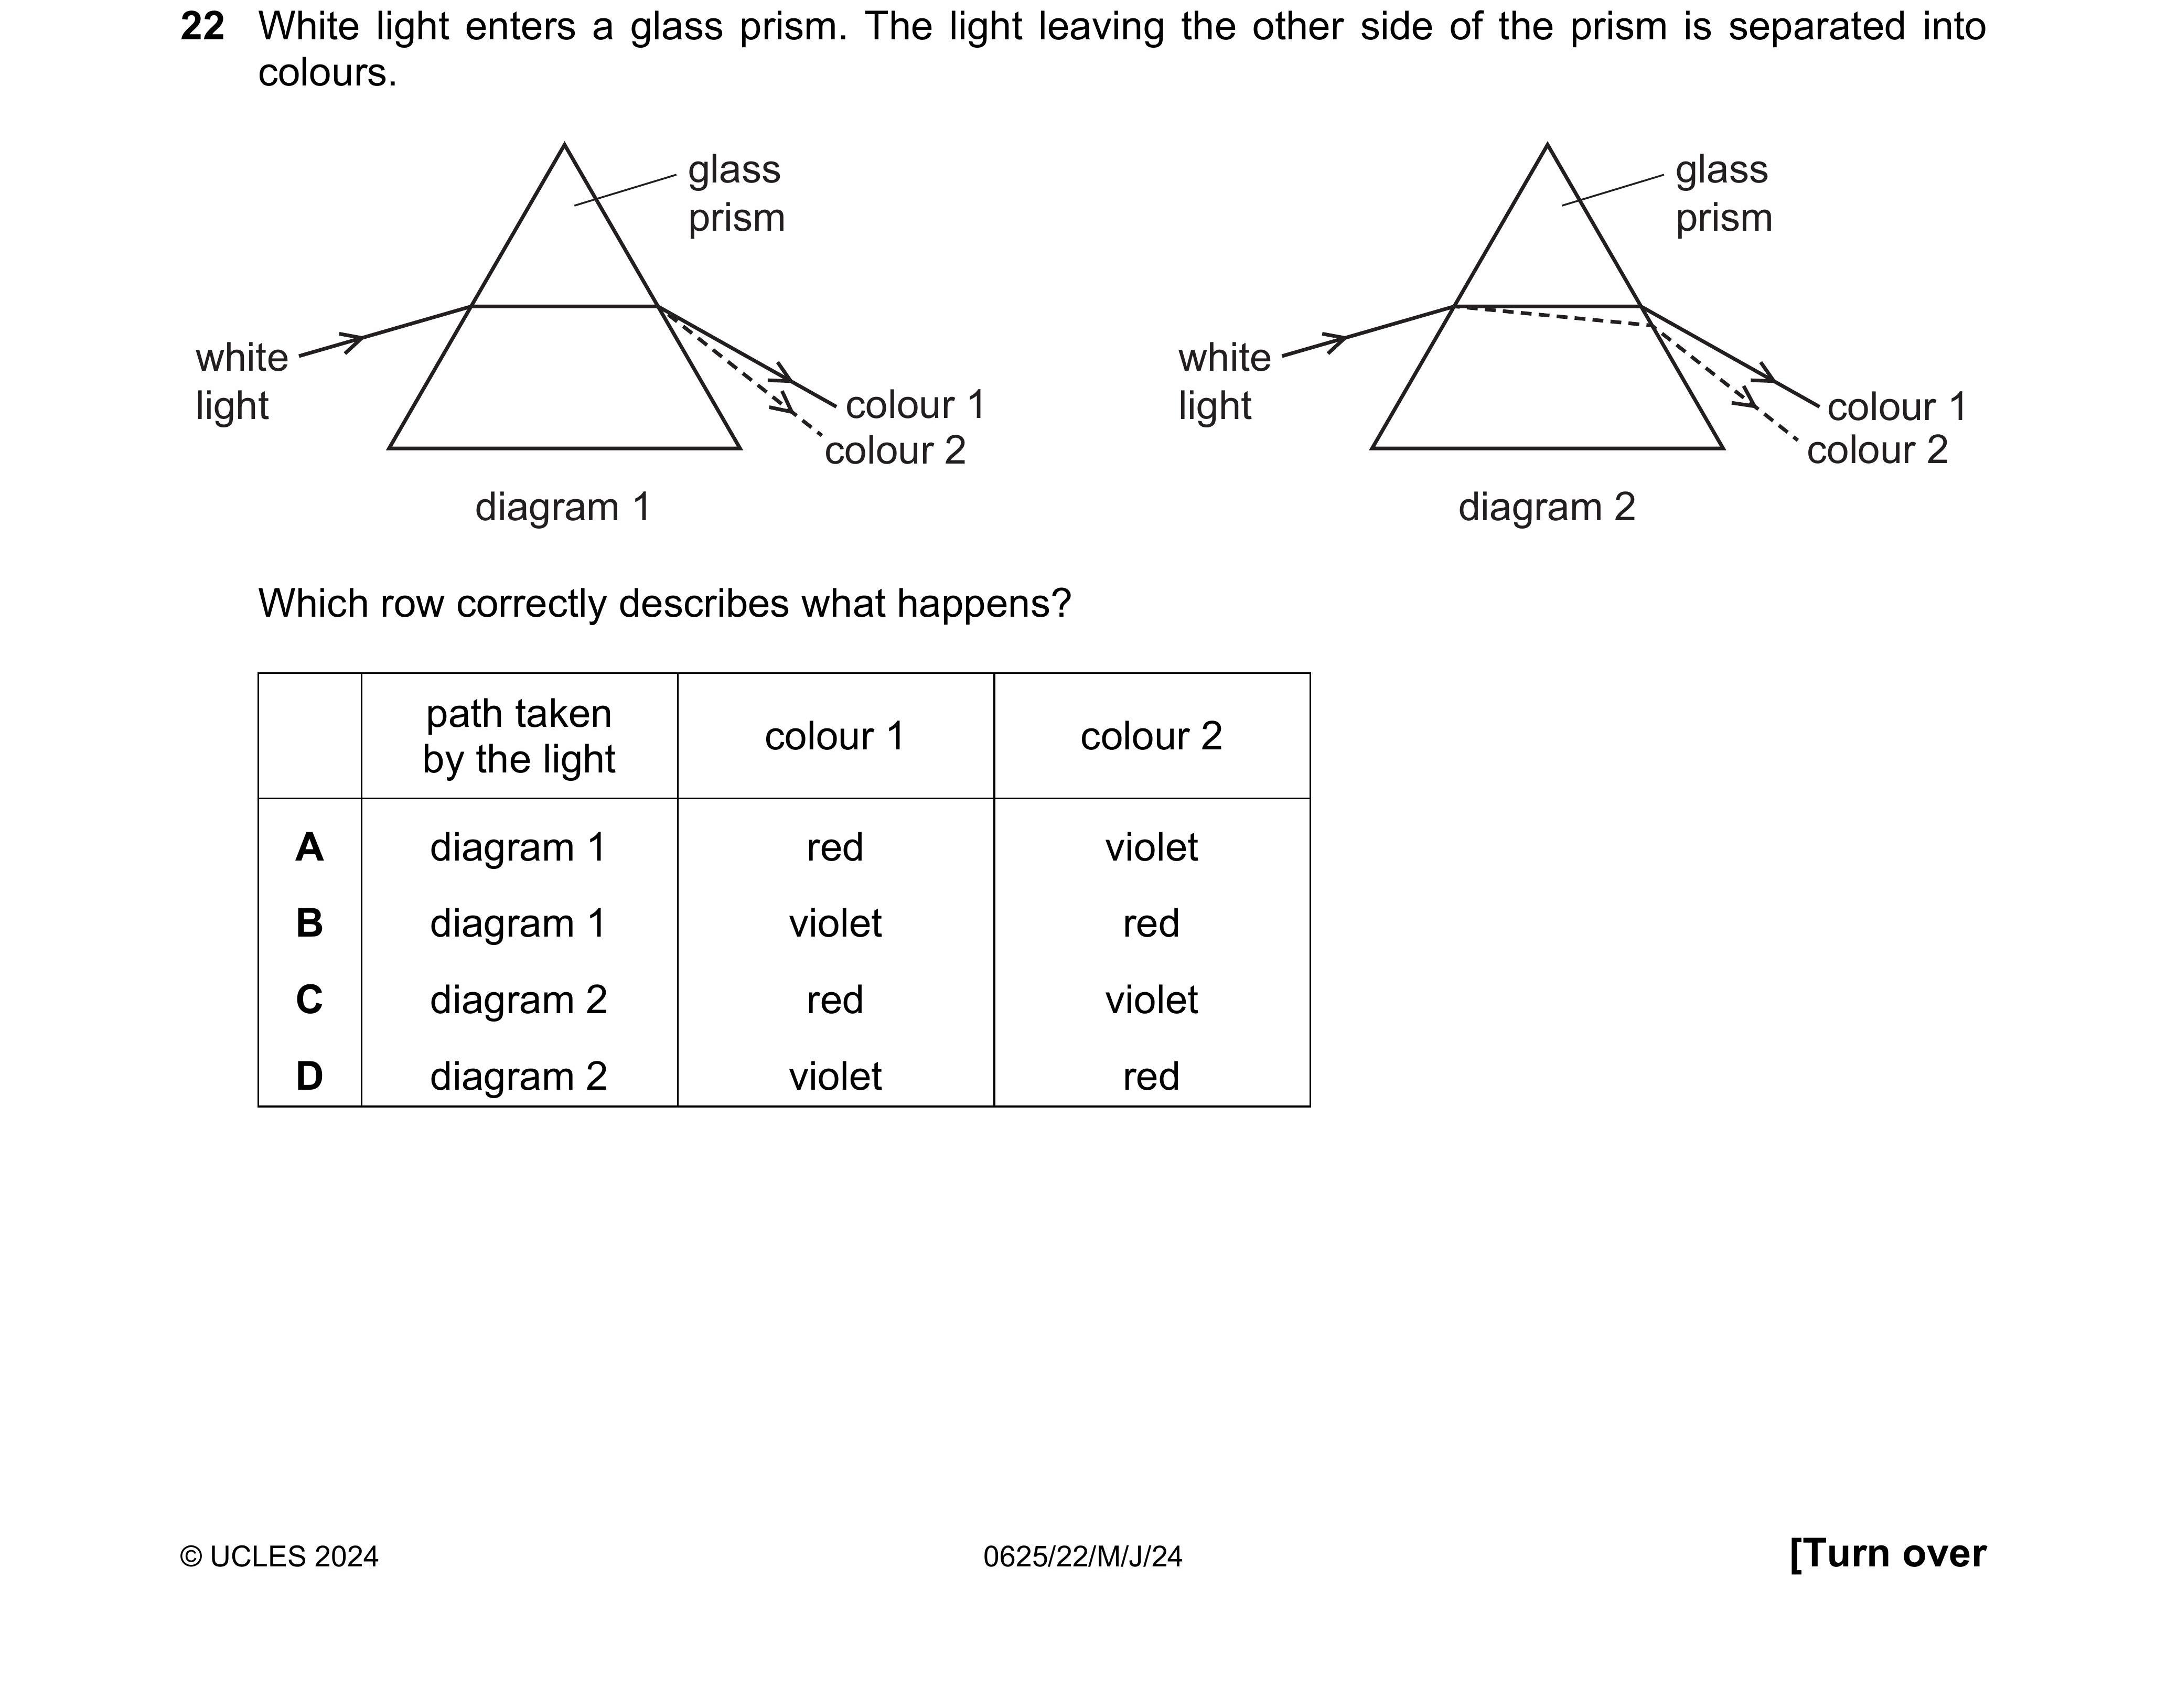 22 White light enters a glass prism. The light leaving the other side of the prism is separated into
colours.
glass
prism
white
light
colour 1
colour 2
diagram 1
glass
prism
white
light
colour 1
colour 2
diagram 2
Which row correctly describes what happens?
path taken
by the light
colour 1
colour 2
A diagram 1 red violet
B diagram 1 violet red
C diagram 2 red violet
D diagram 2 violet red
© UCLES 2024 0625/22/M/J/24 [Turn over